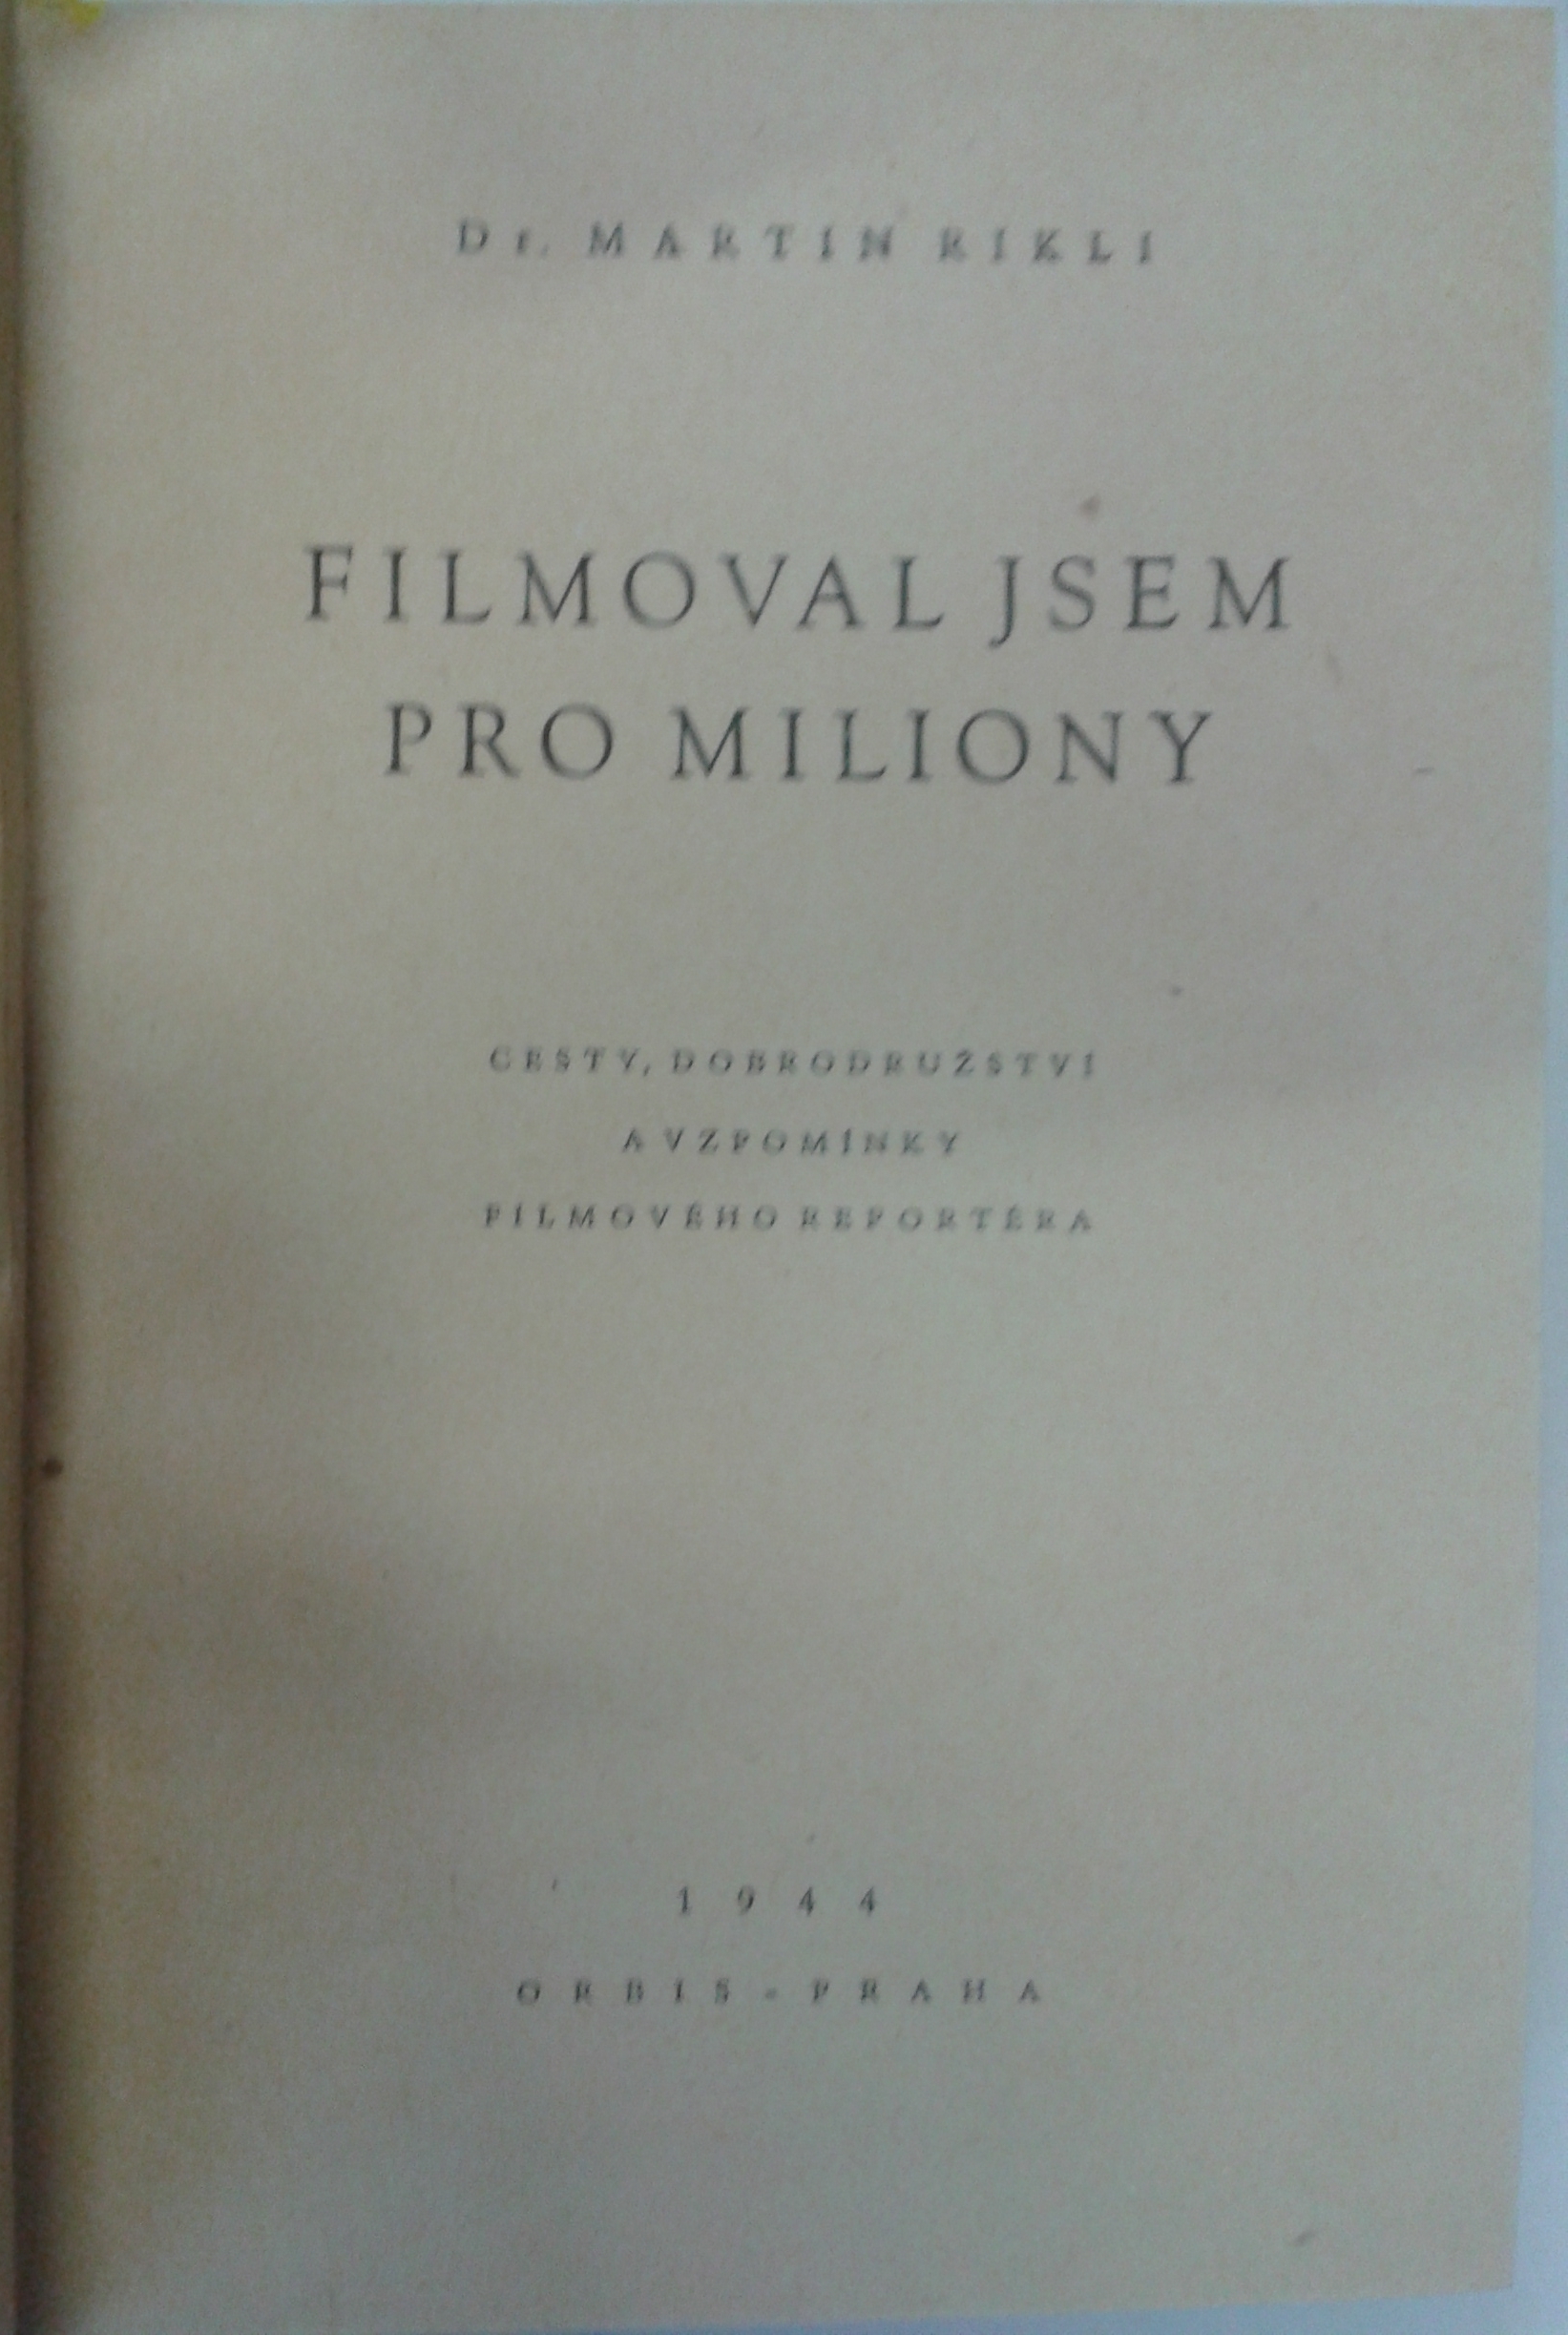 Dr. MARTIN RIKLI
FILMOVAL JSEM
PRO MILIONY
CESTY, DOBRODRUŽSTVÍ
A VZPOMÍNKY
FILMOVÉHO REPORTÉRA
1944
ORBIS - PRAHA